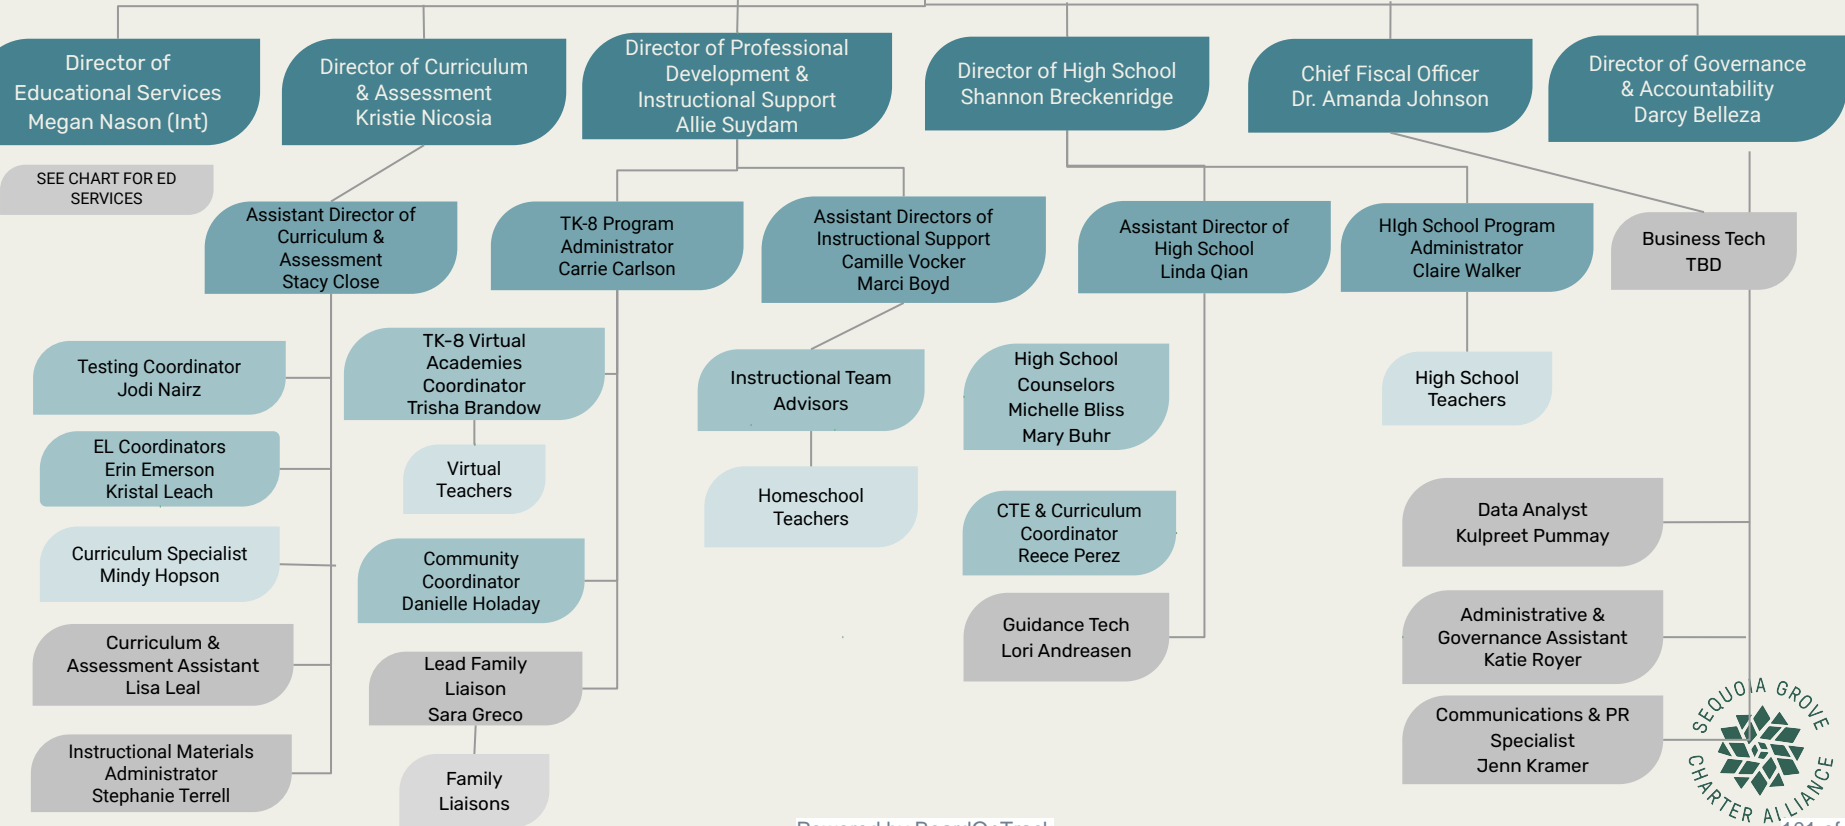 Director of
Educational Services
Megan Nason (Int)
Director of Curriculum
& Assessment
Kristie Nicosia
Director of Professional
Development &
Instructional Support
Allie Suydam
Director of High School
Shannon Breckenridge
Chief Fiscal Officer
Dr. Amanda Johnson
Director of Governance
& Accountability
Darcy Belleza
SEE CHART FOR ED
SERVICES
Assistant Director of
Curriculum &
Assessment
Stacy Close
TK-8 Program
Administrator
Carrie Carlson
Assistant Directors of
Instructional Support
Camille Vocker
Marci Boyd
Assistant Director of
High School
Linda Qian
HIgh School Program
Administrator
Claire Walker
Business Tech
TBD
Testing Coordinator
Jodi Nairz
EL Coordinators
Erin Emerson
Kristal Leach
Curriculum Specialist
Mindy Hopson
Curriculum &
Assessment Assistant
Lisa Leal
Instructional Materials
Administrator
Stephanie Terrell
TK-8 Virtual
Academies
Coordinator
Trisha Brandow
Virtual
Teachers
Community
Coordinator
Danielle Holaday
Lead Family
Liaison
Sara Greco
Family
Liaisons
Instructional Team
Advisors
Homeschool
Teachers
High School
Counselors
Michelle Bliss
Mary Buhr
CTE & Curriculum
Coordinator
Reece Perez
Guidance Tech
Lori Andreasen
High School
Teachers
Data Analyst
Kulpreet Pummay
Administrative &
Governance Assistant
Katie Royer
Communications & PR
Specialist
Jenn Kramer
SEQUOIA GROVE
CHARTER ALLIANCE
Powered by BoardOnTrack